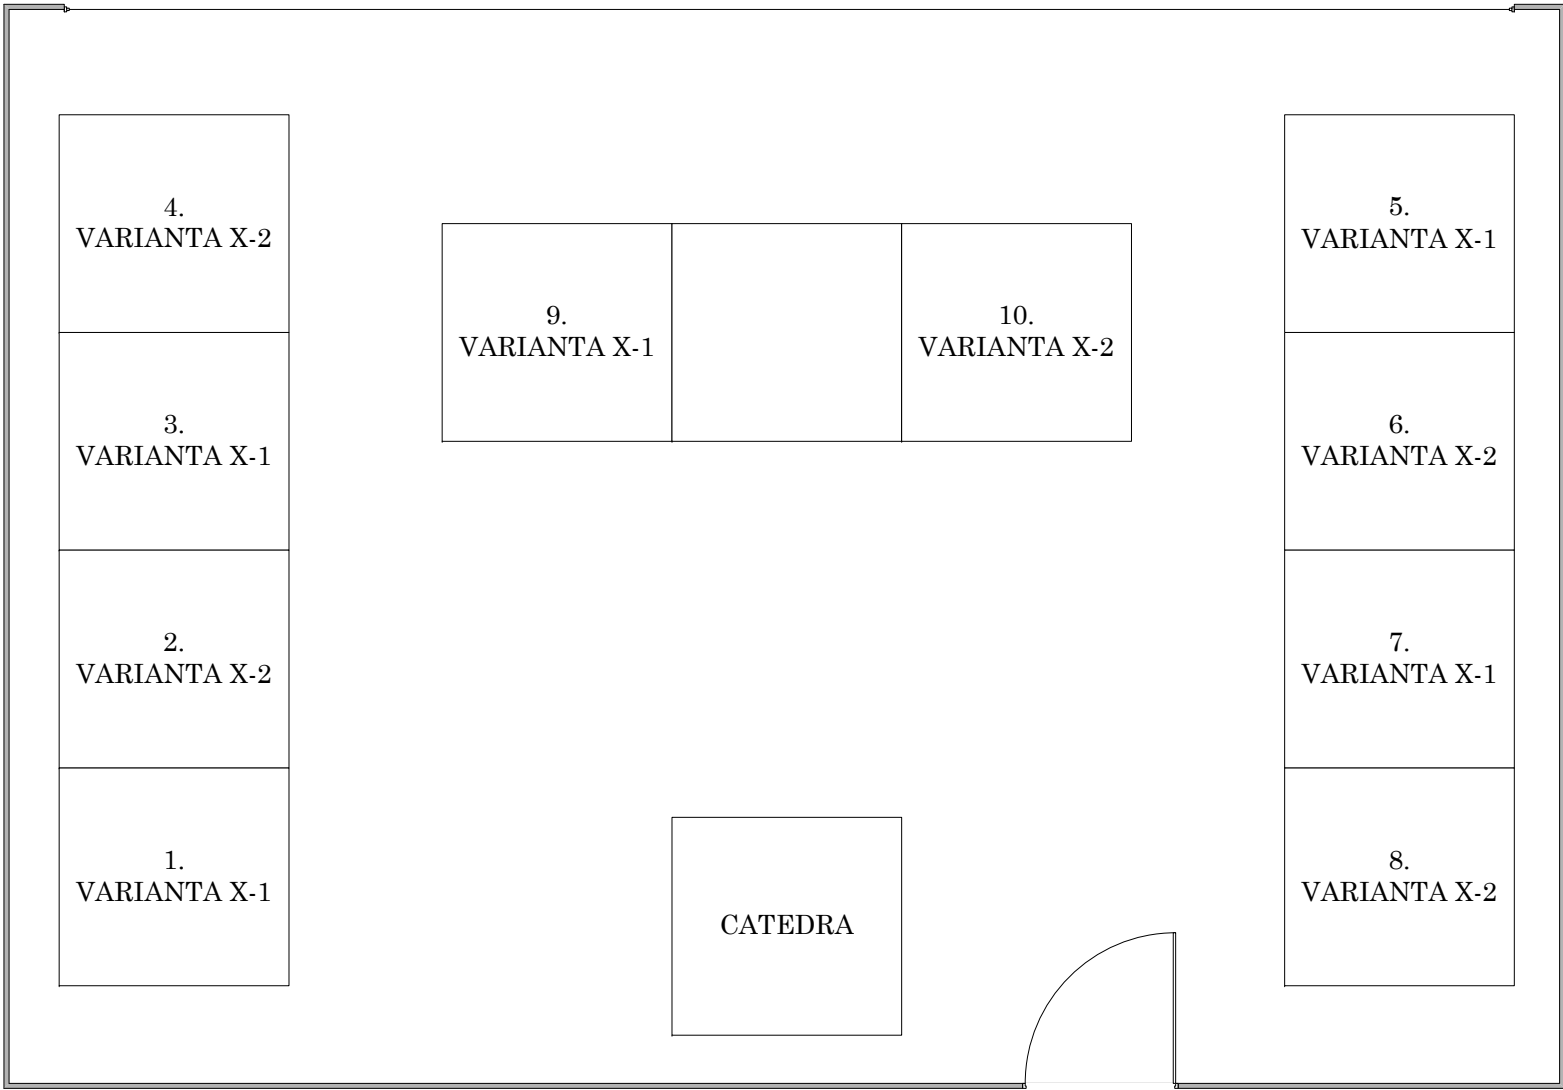 4.
VARIANTA X-2
5.
VARIANTA X-1
9.
VARIANTA X-1
10.
VARIANTA X-2
3.
VARIANTA X-1
6.
VARIANTA X-2
2.
VARIANTA X-2
7.
VARIANTA X-1
1.
VARIANTA X-1
8.
VARIANTA X-2
CATEDRA